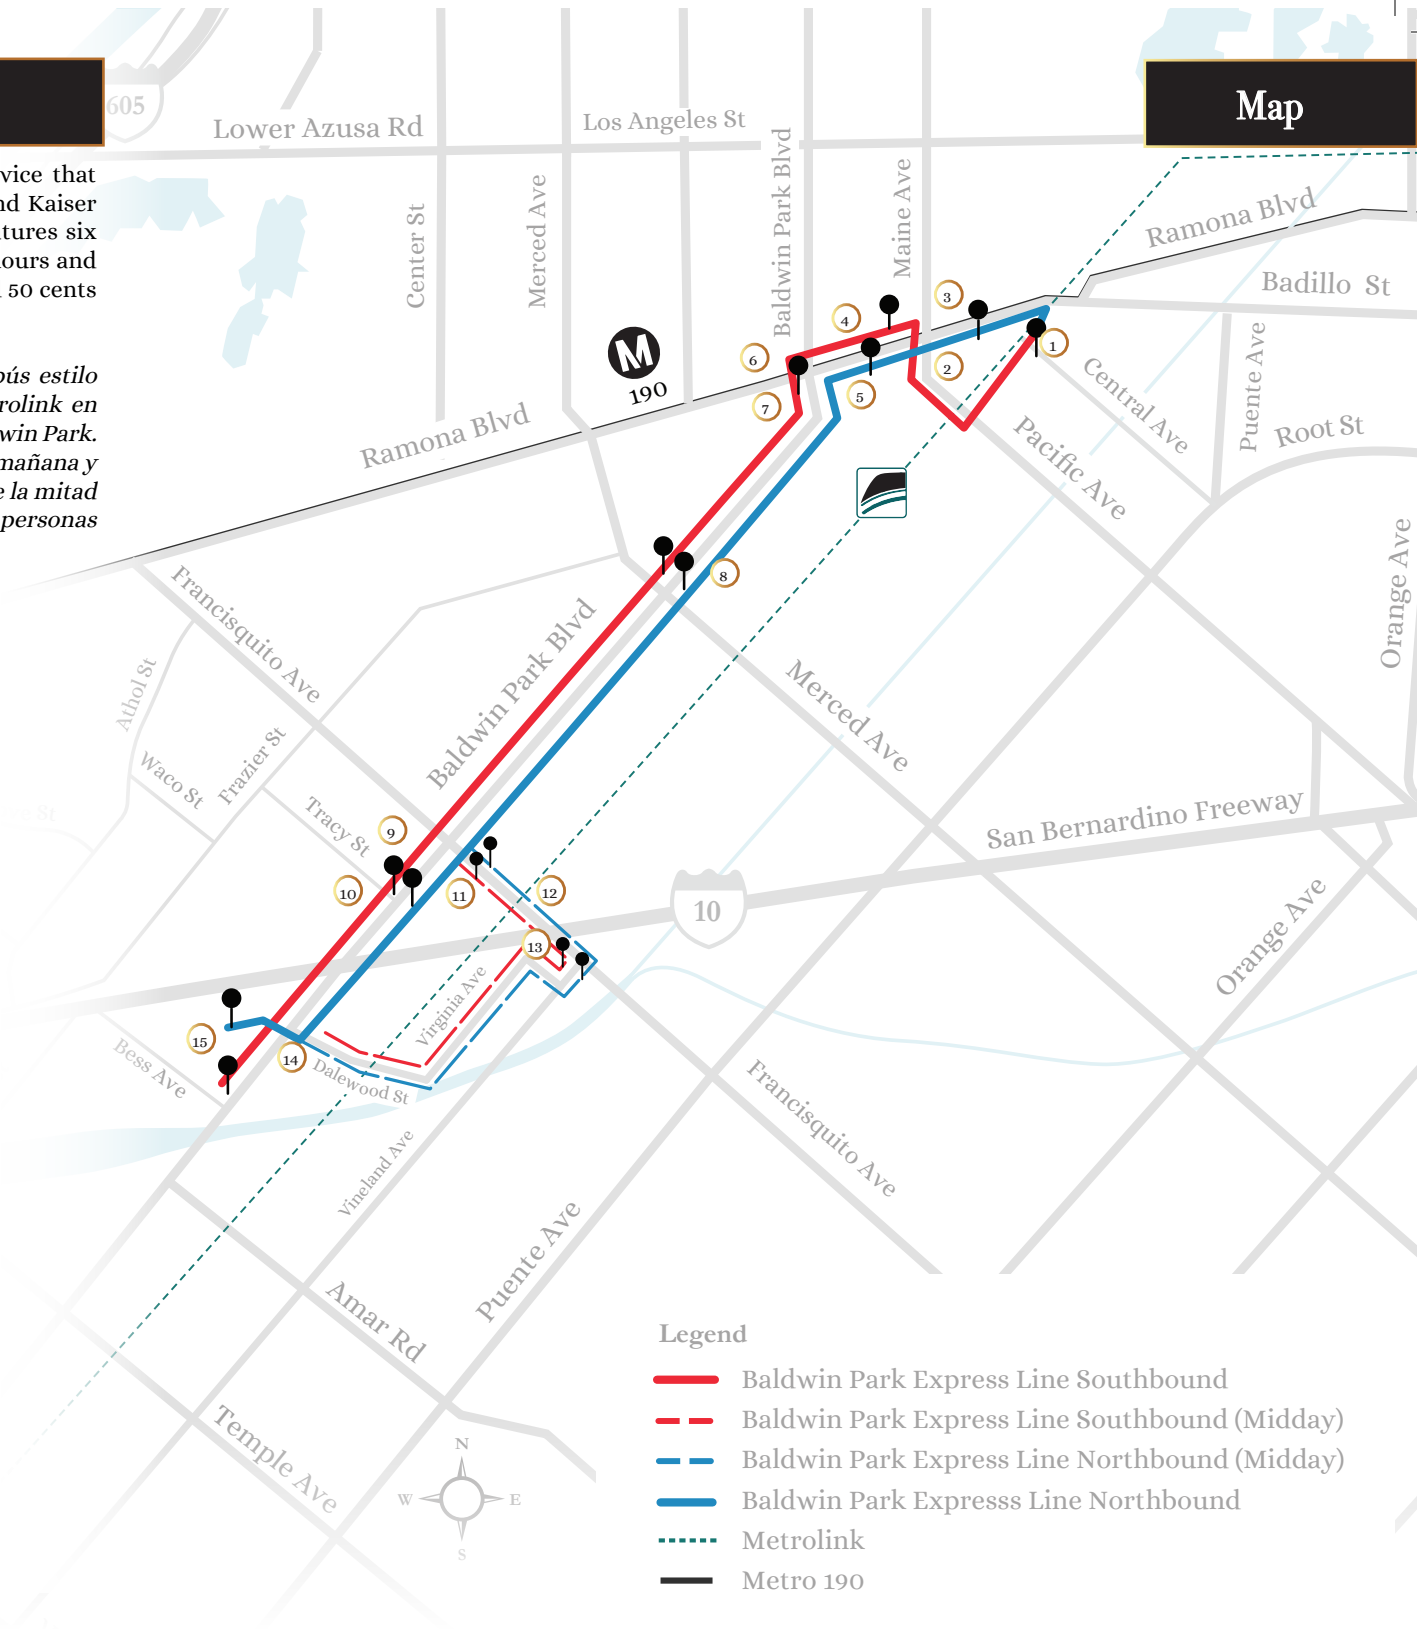 Map
605
Lower Azusa Rd
Los Angeles St
vice that
nd Kaiser
tures six
ours and
50 cents
pús estilo
rolink en
win Park.
mañana y
e la mitad
personas
Center St
Merced Ave
Baldwin Park Blvd
Maine Ave
Ramona Blvd
Badillo St
Puente Ave
Central Ave
Root St
Pacific Ave
Orange Ave
M
190
Ramona Blvd
1
2
3
4
5
6
7
8
Francisquito Ave
Athol St
Waco St
Frazier St
Tracy St
Baldwin Park Blvd
Merced Ave
San Bernardino Freeway
10
Orange Ave
9
10
11
12
13
14
15
Virginia Ave
Bess Ave
Dalewood St
Vineland Ave
Francisquito Ave
Puente Ave
Amar Rd
Temple Ave
N
W
E
S
Legend
Baldwin Park Express Line Southbound
Baldwin Park Express Line Southbound (Midday)
Baldwin Park Express Line Northbound (Midday)
Baldwin Park Expresss Line Northbound
Metrolink
Metro 190